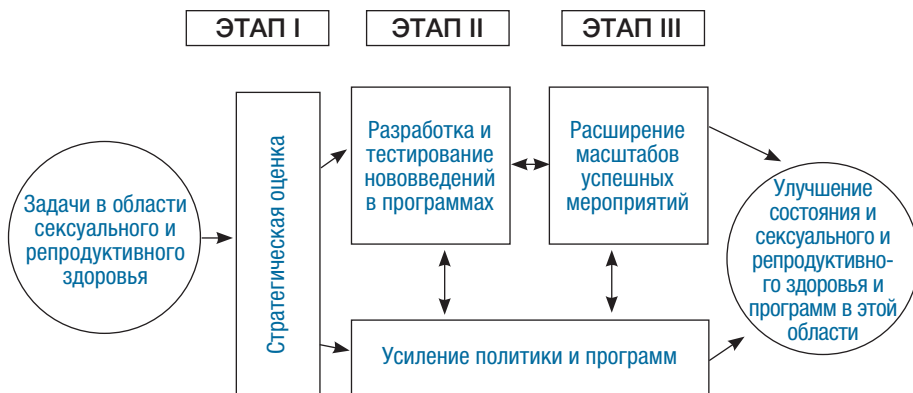 ЭТАП I
ЭТАП II
ЭТАП III
Задачи в области
сексуального и
репродуктивного
здоровья
Стратегическая оценка
Разработка и
тестирование
нововведений
в программах
Расширение
масштабов
успешных
мероприятий
Усиление политики и программ
Улучшение
состояния и
сексуального и
репродуктивно-
го здоровья и
программ в этой
области